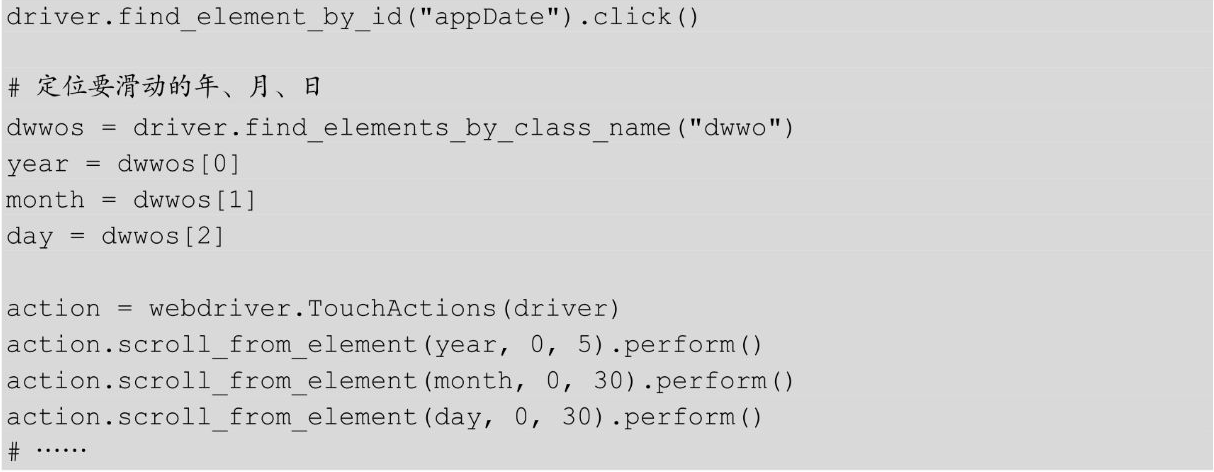 driver.find_element_by_id("appDate").click()
# 定位要滑动的年、月、日
dwwos = driver.find_elements_by_class_name("dwwo")
year = dwwos[0]
month = dwwos[1]
day = dwwos[2]
action = webdriver.TouchActions(driver)
action.scroll_from_element(year, 0, 5).perform()
action.scroll_from_element(month, 0, 30).perform()
action.scroll_from_element(day, 0, 30).perform()
# ……